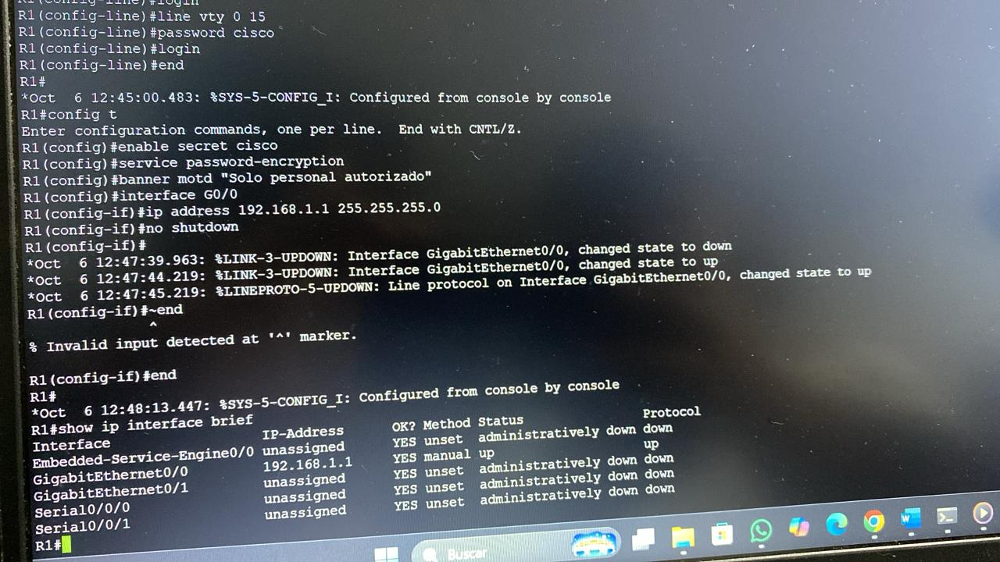 R1(config-line)#login
R1(config-line)#line vty 0 15
R1(config-line)#password cisco
R1(config-line)#login
R1(config-line)#end
R1#
*Oct  6 12:45:00.483: %SYS-5-CONFIG_I: Configured from console by console
R1#config t
Enter configuration commands, one per line.  End with CNTL/Z.
R1(config)#enable secret cisco
R1(config)#service password-encryption
R1(config)#banner motd "Solo personal autorizado"
R1(config)#interface G0/0
R1(config-if)#ip address 192.168.1.1 255.255.255.0
R1(config-if)#no shutdown
R1(config-if)#
*Oct  6 12:47:39.963: %LINK-3-UPDOWN: Interface GigabitEthernet0/0, changed state to down
*Oct  6 12:47:44.219: %LINK-3-UPDOWN: Interface GigabitEthernet0/0, changed state to up
*Oct  6 12:47:45.219: %LINEPROTO-5-UPDOWN: Line protocol on Interface GigabitEthernet0/0, changed state to up
R1(config-if)#~end
^
% Invalid input detected at '^' marker.
R1(config-if)#end
R1#
*Oct  6 12:48:13.447: %SYS-5-CONFIG_I: Configured from console by console
R1#show ip interface brief
Interface IP-Address OK? Method Status Protocol
Embedded-Service-Engine0/0 unassigned YES unset administratively down down
GigabitEthernet0/0 192.168.1.1 YES manual up up
GigabitEthernet0/1 unassigned YES unset administratively down down
Serial0/0/0 unassigned YES unset administratively down down
Serial0/0/1 unassigned YES unset administratively down down
R1#
Buscar